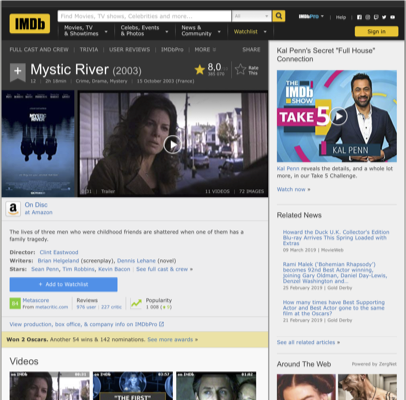 IMDb
Find Movies, TV shows, Celebrities and more...
All
IMDbPro
Help
Movies, TV
& Showtimes
Celebs, Events
& Photos
News &
Community
Watchlist
Sign in
FULL CAST AND CREW | TRIVIA | USER REVIEWS | IMDbPro | MORE
SHARE
Mystic River (2003)
12 | 2h 18min | Crime, Drama, Mystery | 15 October 2003 (France)
8,0
Rate
This
MYSTIC
RIVER
Trailer
11 VIDEOS | 72 IMAGES
On Disc
at Amazon
The lives of three men who were childhood friends are shattered when one of them has a
family tragedy.
Director: Clint Eastwood
Writers: Brian Helgeland (screenplay), Dennis Lehane (novel)
Stars: Sean Penn, Tim Robbins, Kevin Bacon | See full cast & crew »
+ Add to Watchlist
84
Metascore
From metacritic.com
Reviews
976 user | 227 critic
Popularity
View production, box office, & company info on IMDbPro
Won 2 Oscars. Another 54 wins & 142 nominations. See more awards »
Videos
"THE FIRST"
Kal Penn's Secret "Full House"
Connection
THE
IMDb
SHOW
TAKE 5
KAL PENN
Kal Penn reveals the details, and a whole lot
more, in our Take 5 Challenge.
Watch now »
Related News
Howard the Duck U.K. Collector's Edition
Blu-ray Arrives This Spring Loaded with
Extras
09 March 2019 | MovieWeb
Rami Malek ('Bohemian Rhapsody')
becomes 92nd Best Actor winning,
joining Gary Oldman, Daniel Day-Lewis,
Denzel Washington...
25 February 2019 | Gold Derby
How many times have Best Supporting
Actor and Best Actor gone to the same
film at the Oscars?
21 February 2019 | Gold Derby
See all related articles »
Around The Web
Powered by ZergNet